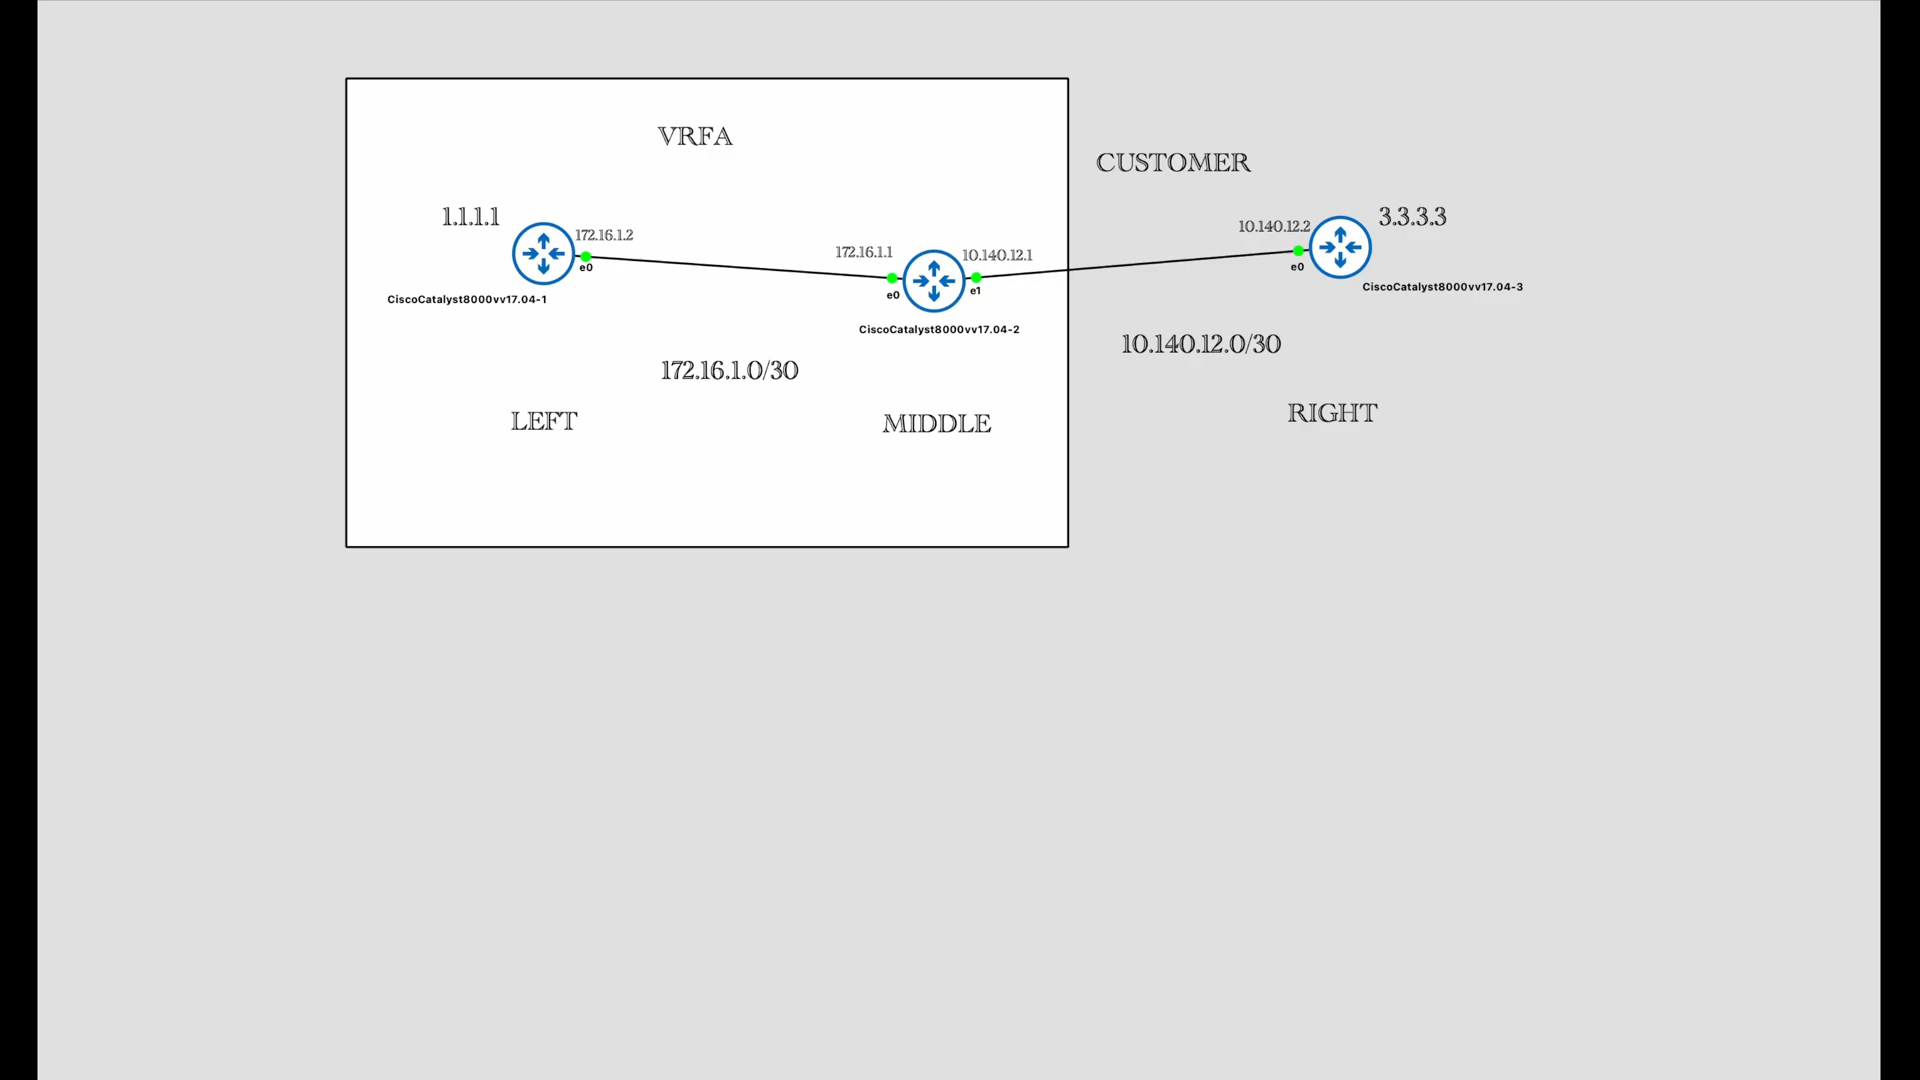 VRFA
CUSTOMER
1.1.1.1
3.3.3.3
172.16.1.2
172.16.1.1
10.140.12.1
10.140.12.2
e0
e0
e1
e0
CiscoCatalyst8000vv17.04-1
CiscoCatalyst8000vv17.04-2
CiscoCatalyst8000vv17.04-3
172.16.1.0/30
10.140.12.0/30
LEFT
MIDDLE
RIGHT